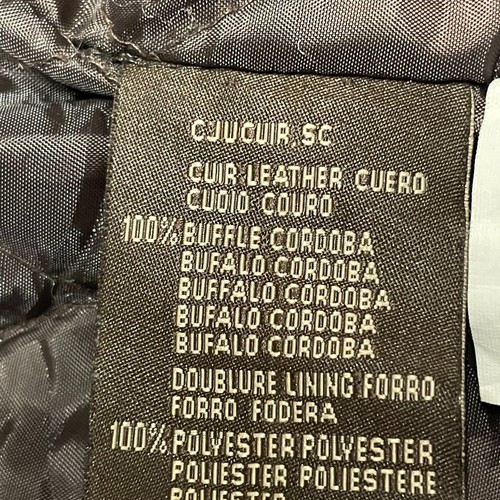 CJUCUIR.SC
CUIR LEATHER CUERO
CUOIO COURO
100% BUFFLE CORDOBA
BUFALO CORDOBA
BUFFALO CORDOBA
BUFALO CORDOBA
BUFALO CORDOBA
DOUBLURE LINING FORRO
FORRO FODERA
100% POLYESTER POLYESTER
POLIESTER POLIESTERE
POLIESTER